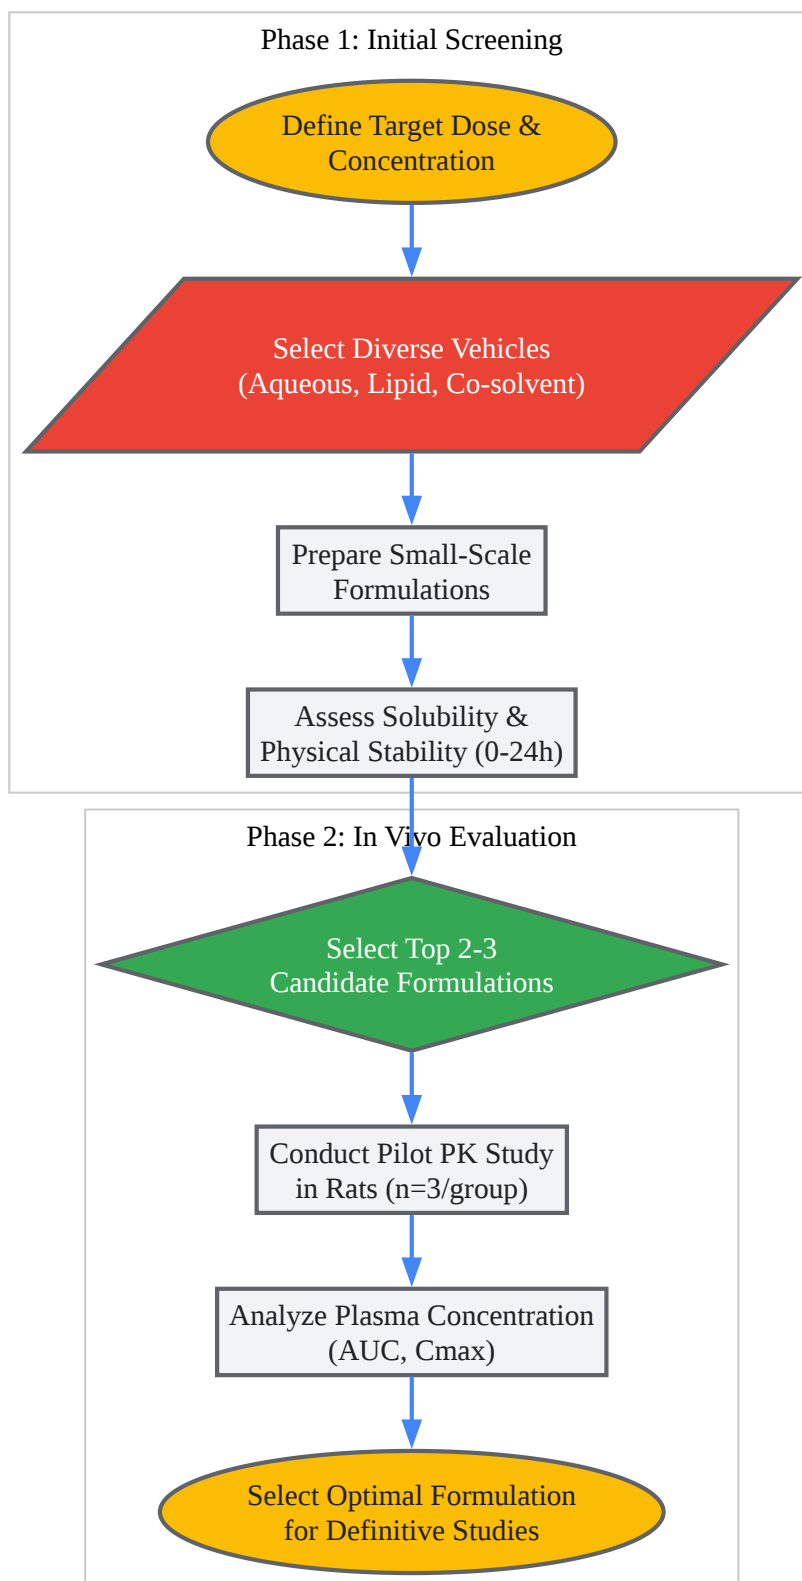 Phase 1: Initial Screening
Define Target Dose &
Concentration
Select Diverse Vehicles
(Aqueous, Lipid, Co-solvent)
Prepare Small-Scale
Formulations
Assess Solubility &
Physical Stability (0-24h)
Phase 2: In Vivo Evaluation
Select Top 2-3
Candidate Formulations
Conduct Pilot PK Study
in Rats (n=3/group)
Analyze Plasma Concentration
(AUC, Cmax)
Select Optimal Formulation
for Definitive Studies